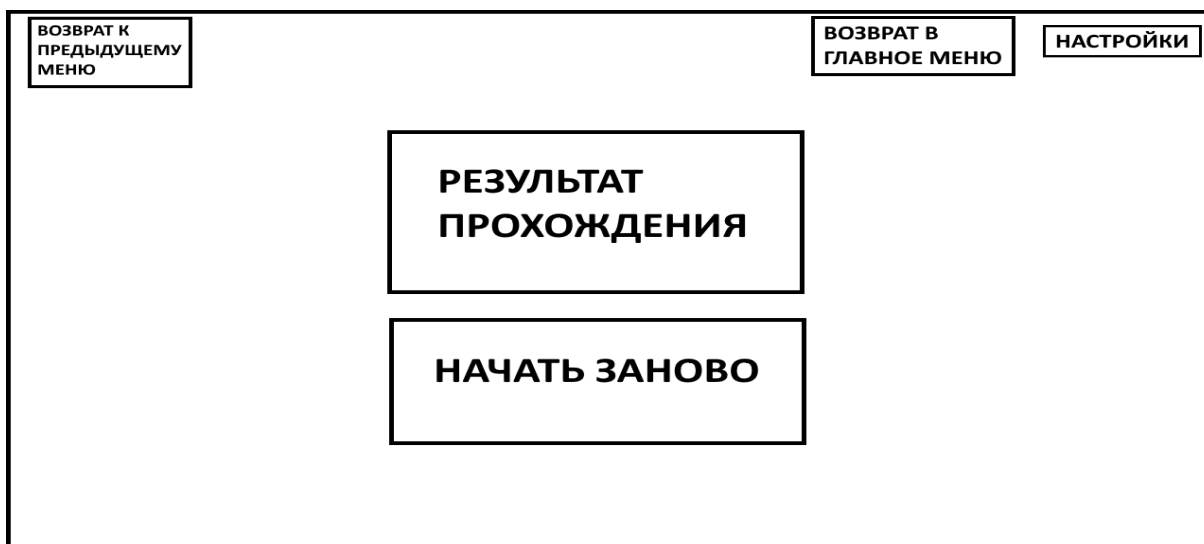 ВОЗВРАТ К
ПРЕДЫДУЩЕМУ
МЕНЮ
ВОЗВРАТ В
ГЛАВНОЕ МЕНЮ
НАСТРОЙКИ
РЕЗУЛЬТАТ
ПРОХОЖДЕНИЯ
НАЧАТЬ ЗАНОВО